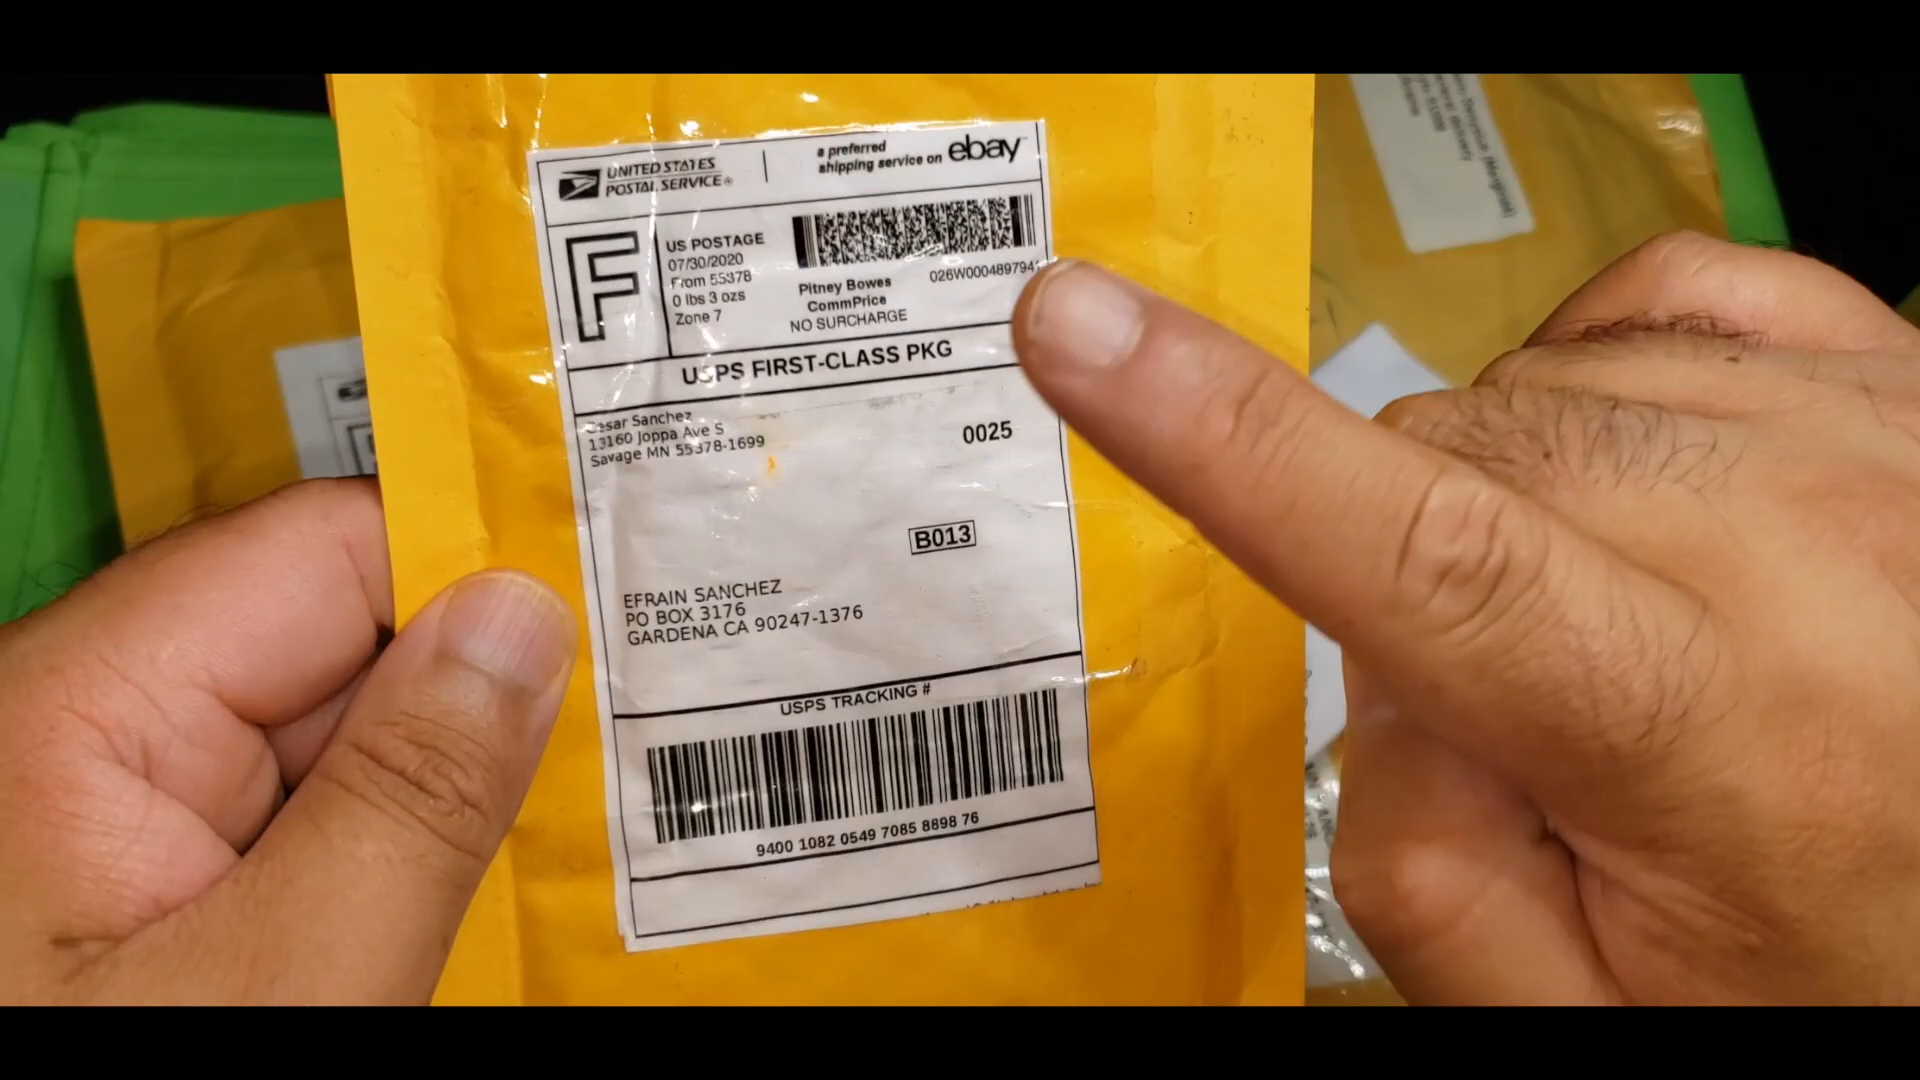 UNITED STATES
POSTAL SERVICE®
a preferred
shipping service on ebay
F
US POSTAGE
07/30/2020
From 55378
0 lbs 3 ozs
Zone 7
Pitney Bowes
CommPrice
NO SURCHARGE
026W0004897941
USPS FIRST-CLASS PKG
Cesar Sanchez
13160 Joppa Ave S
Savage MN 55378-1699
0025
B013
EFRAIN SANCHEZ
PO BOX 3176
GARDENA CA 90247-1376
USPS TRACKING #
9400 1082 0549 7085 8898 76